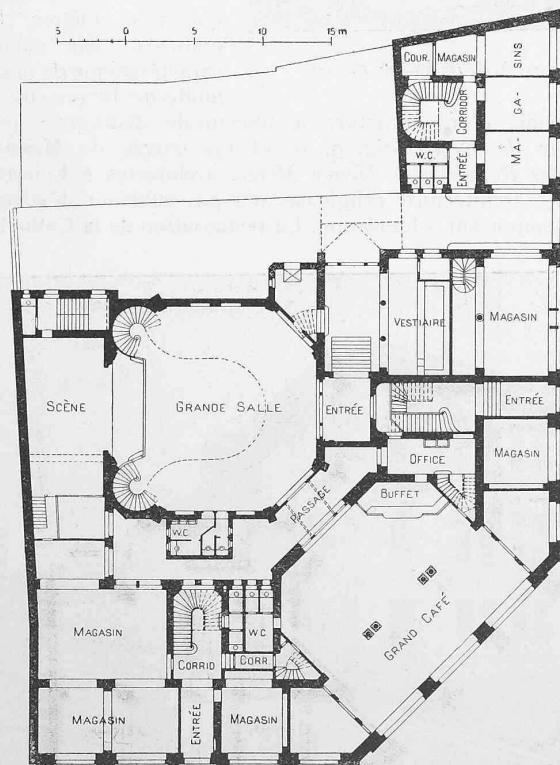 5 0 5 10 15 m
COUR.
MAGASIN
SINS
GA-
MA-
CORRIDOR
W.C.
ENTRÉE
VESTIAIRE
MAGASIN
SCÈNE
GRANDE SALLE
ENTRÉE
ENTRÉE
OFFICE
MAGASIN
BUFFET
PASSAGE
W.C.
GRAND CAFÉ
MAGASIN
W.C.
CORRID
CORR.
MAGASIN
ENTRÉE
MAGASIN